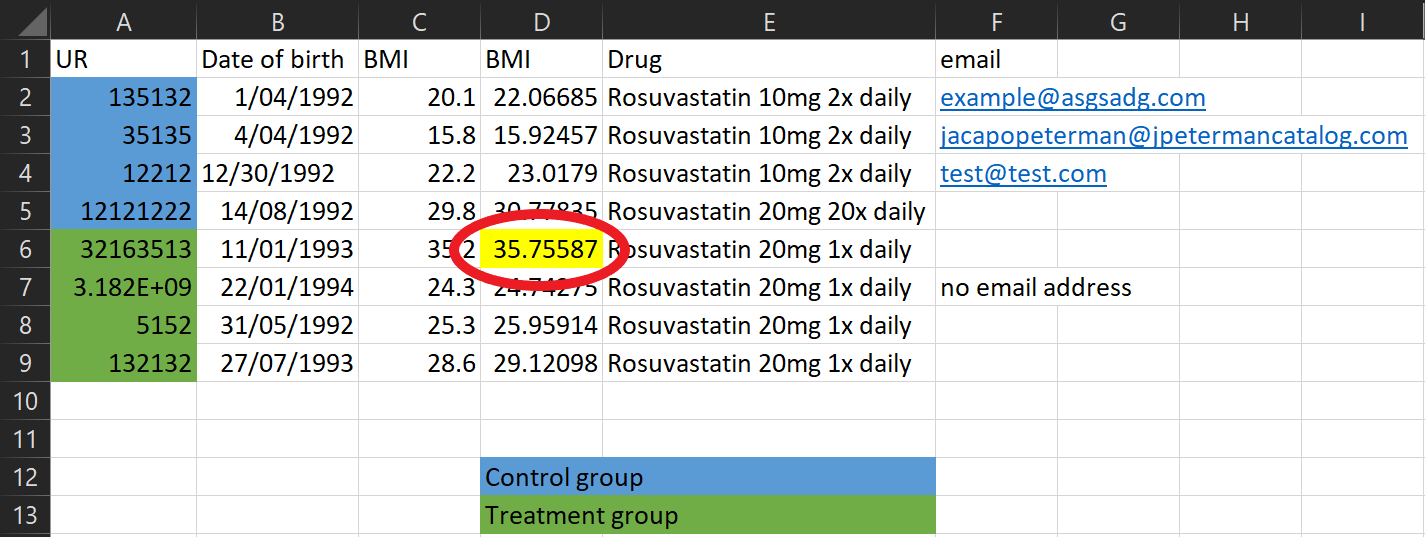 A B C D E F G H I
1 UR Date of birth BMI BMI Drug email
2 135132 1/04/1992 20.1 22.06685 Rosuvastatin 10mg 2x daily example@asgsadg.com
3 35135 4/04/1992 15.8 15.92457 Rosuvastatin 10mg 2x daily jacapopeterman@jpetermancatalog.com
4 12212 12/30/1992 22.2 23.0179 Rosuvastatin 10mg 2x daily test@test.com
5 12121222 14/08/1992 29.8 30.77835 Rosuvastatin 20mg 20x daily
6 32163513 11/01/1993 35.2 35.75587 Rosuvastatin 20mg 1x daily
7 3.182E+09 22/01/1994 24.3 24.74275 Rosuvastatin 20mg 1x daily no email address
8 5152 31/05/1992 25.3 25.95914 Rosuvastatin 20mg 1x daily
9 132132 27/07/1993 28.6 29.12098 Rosuvastatin 20mg 1x daily
10
11
12 Control group
13 Treatment group